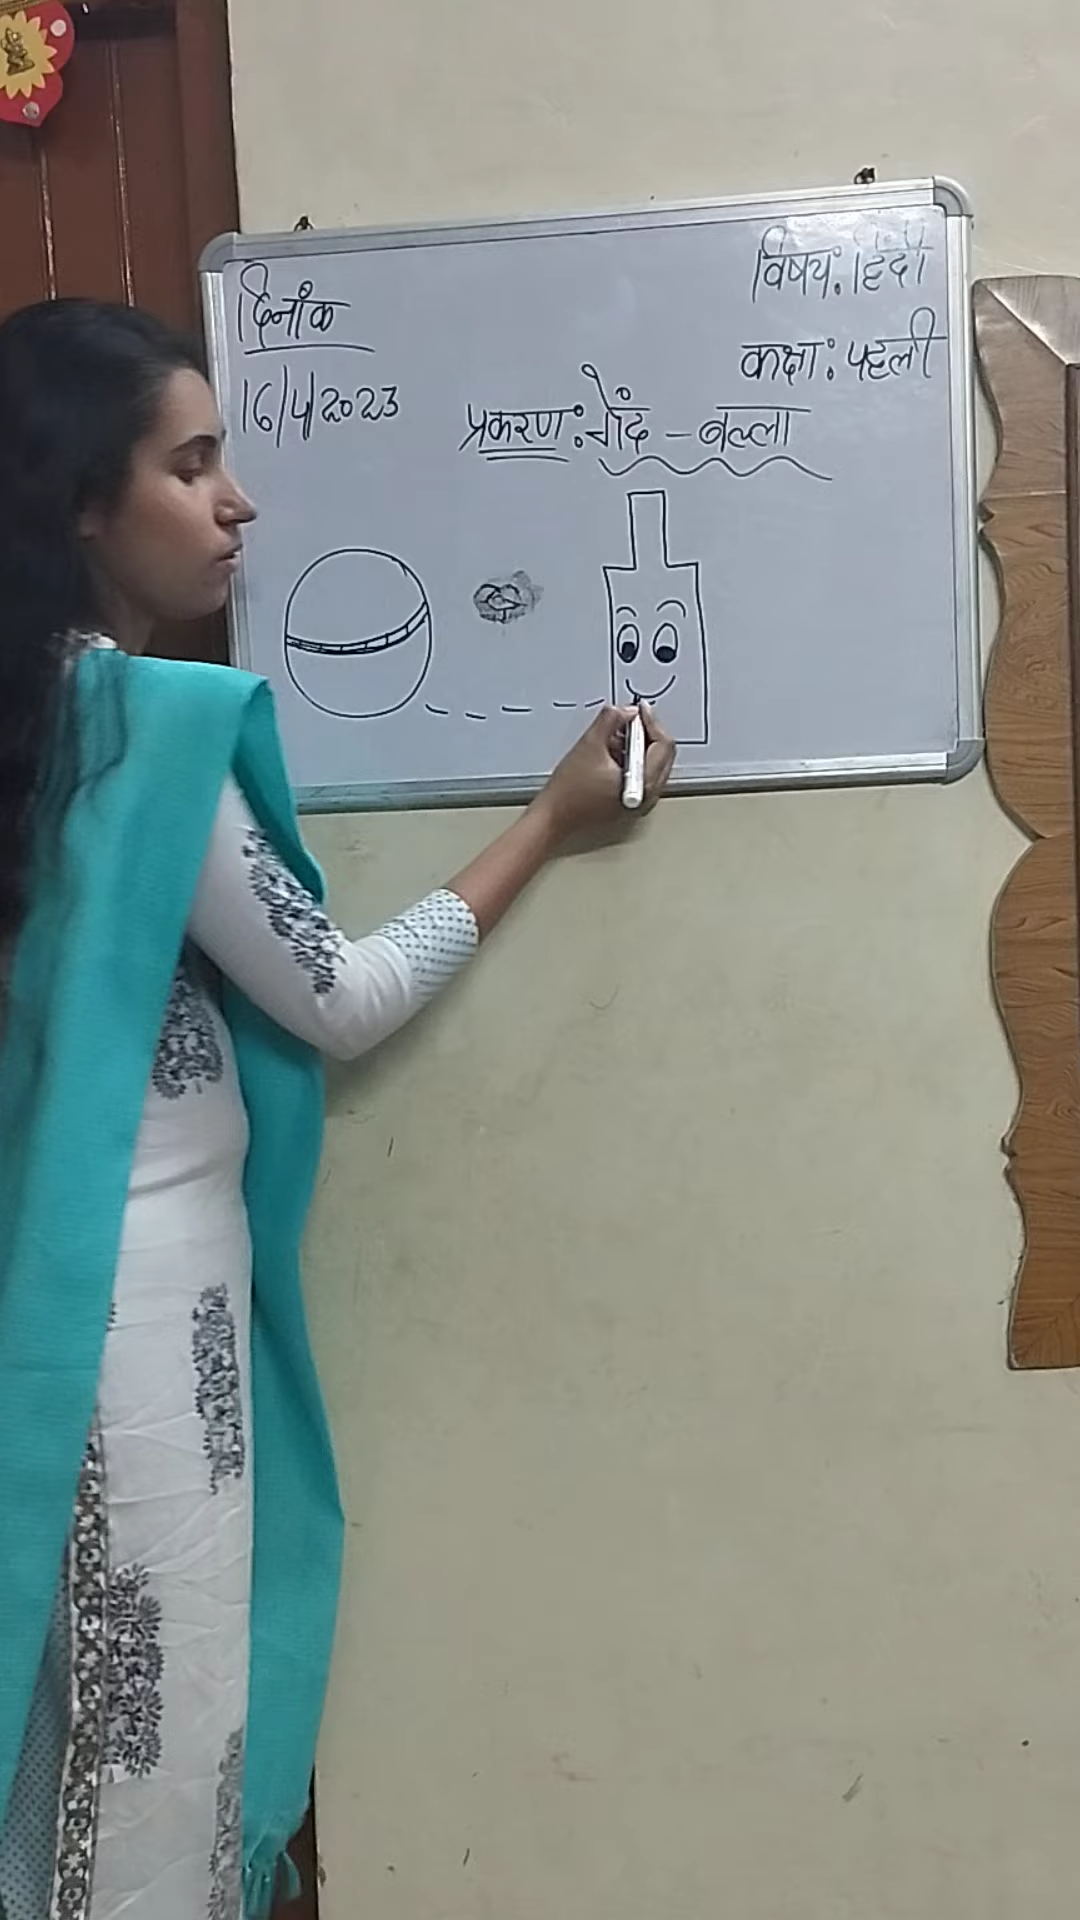 दिनांक
16/4/2023
विषय: हिंदी
कक्षा: पहली
प्रकरण: गेंद - बल्ला